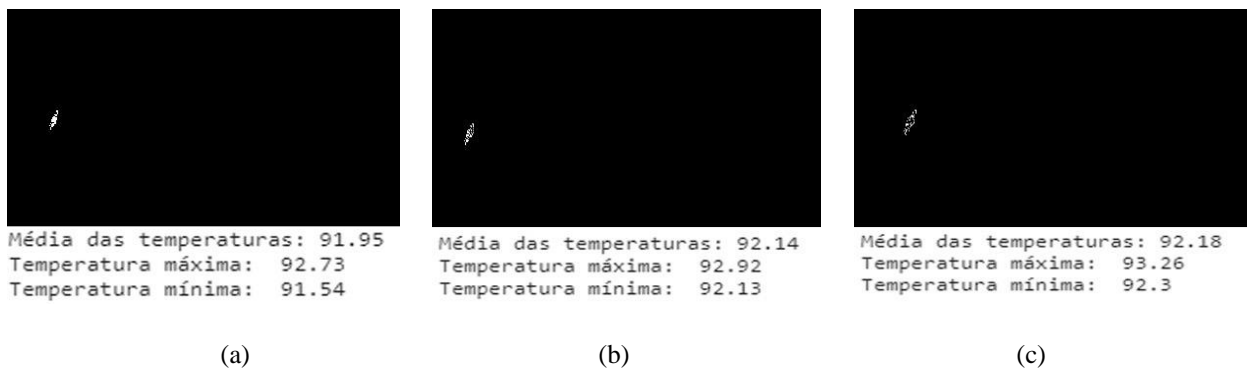 Média das temperaturas: 91.95
Temperatura máxima:  92.73
Temperatura mínima:  91.54
(a)
Média das temperaturas: 92.14
Temperatura máxima:  92.92
Temperatura mínima:  92.13
(b)
Média das temperaturas: 92.18
Temperatura máxima:  93.26
Temperatura mínima:  92.3
(c)